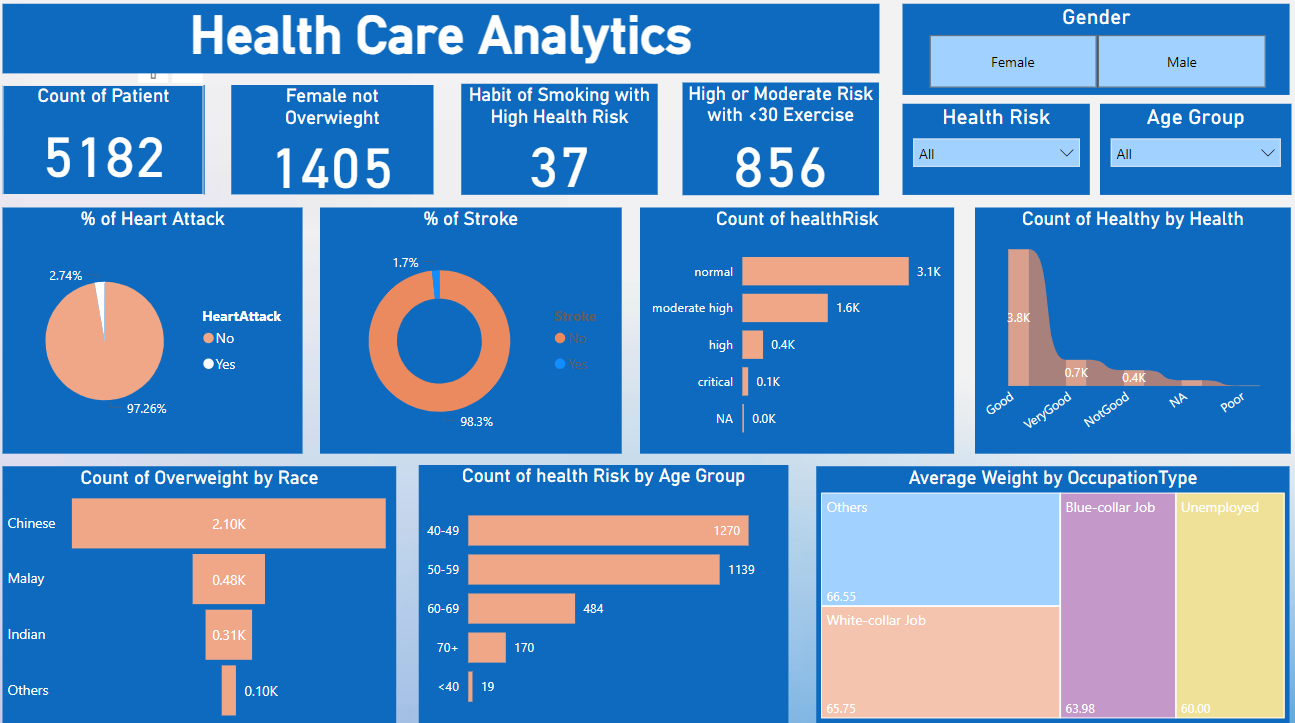 Health Care Analytics
Gender
Female
Male
Count of Patient
5182
Female not
Overwieght
1405
Habit of Smoking with
High Health Risk
37
High or Moderate Risk
with <30 Exercise
856
Health Risk
All
Age Group
All
% of Heart Attack
2.74%
97.26%
HeartAttack
No
Yes
% of Stroke
1.7%
98.3%
Stroke
No
Yes
Count of healthRisk
normal
3.1K
moderate high
1.6K
high
0.4K
critical
0.1K
NA
0.0K
Count of Healthy by Health
3.8K
0.7K
0.4K
Good
VeryGood
NotGood
NA
Poor
Count of Overweight by Race
Chinese
2.10K
Malay
0.48K
Indian
0.31K
Others
0.10K
Count of health Risk by Age Group
40-49
1270
50-59
1139
60-69
484
70+
170
<40
19
Average Weight by OccupationType
Others
66.55
White-collar Job
65.75
Blue-collar Job
63.98
Unemployed
60.00